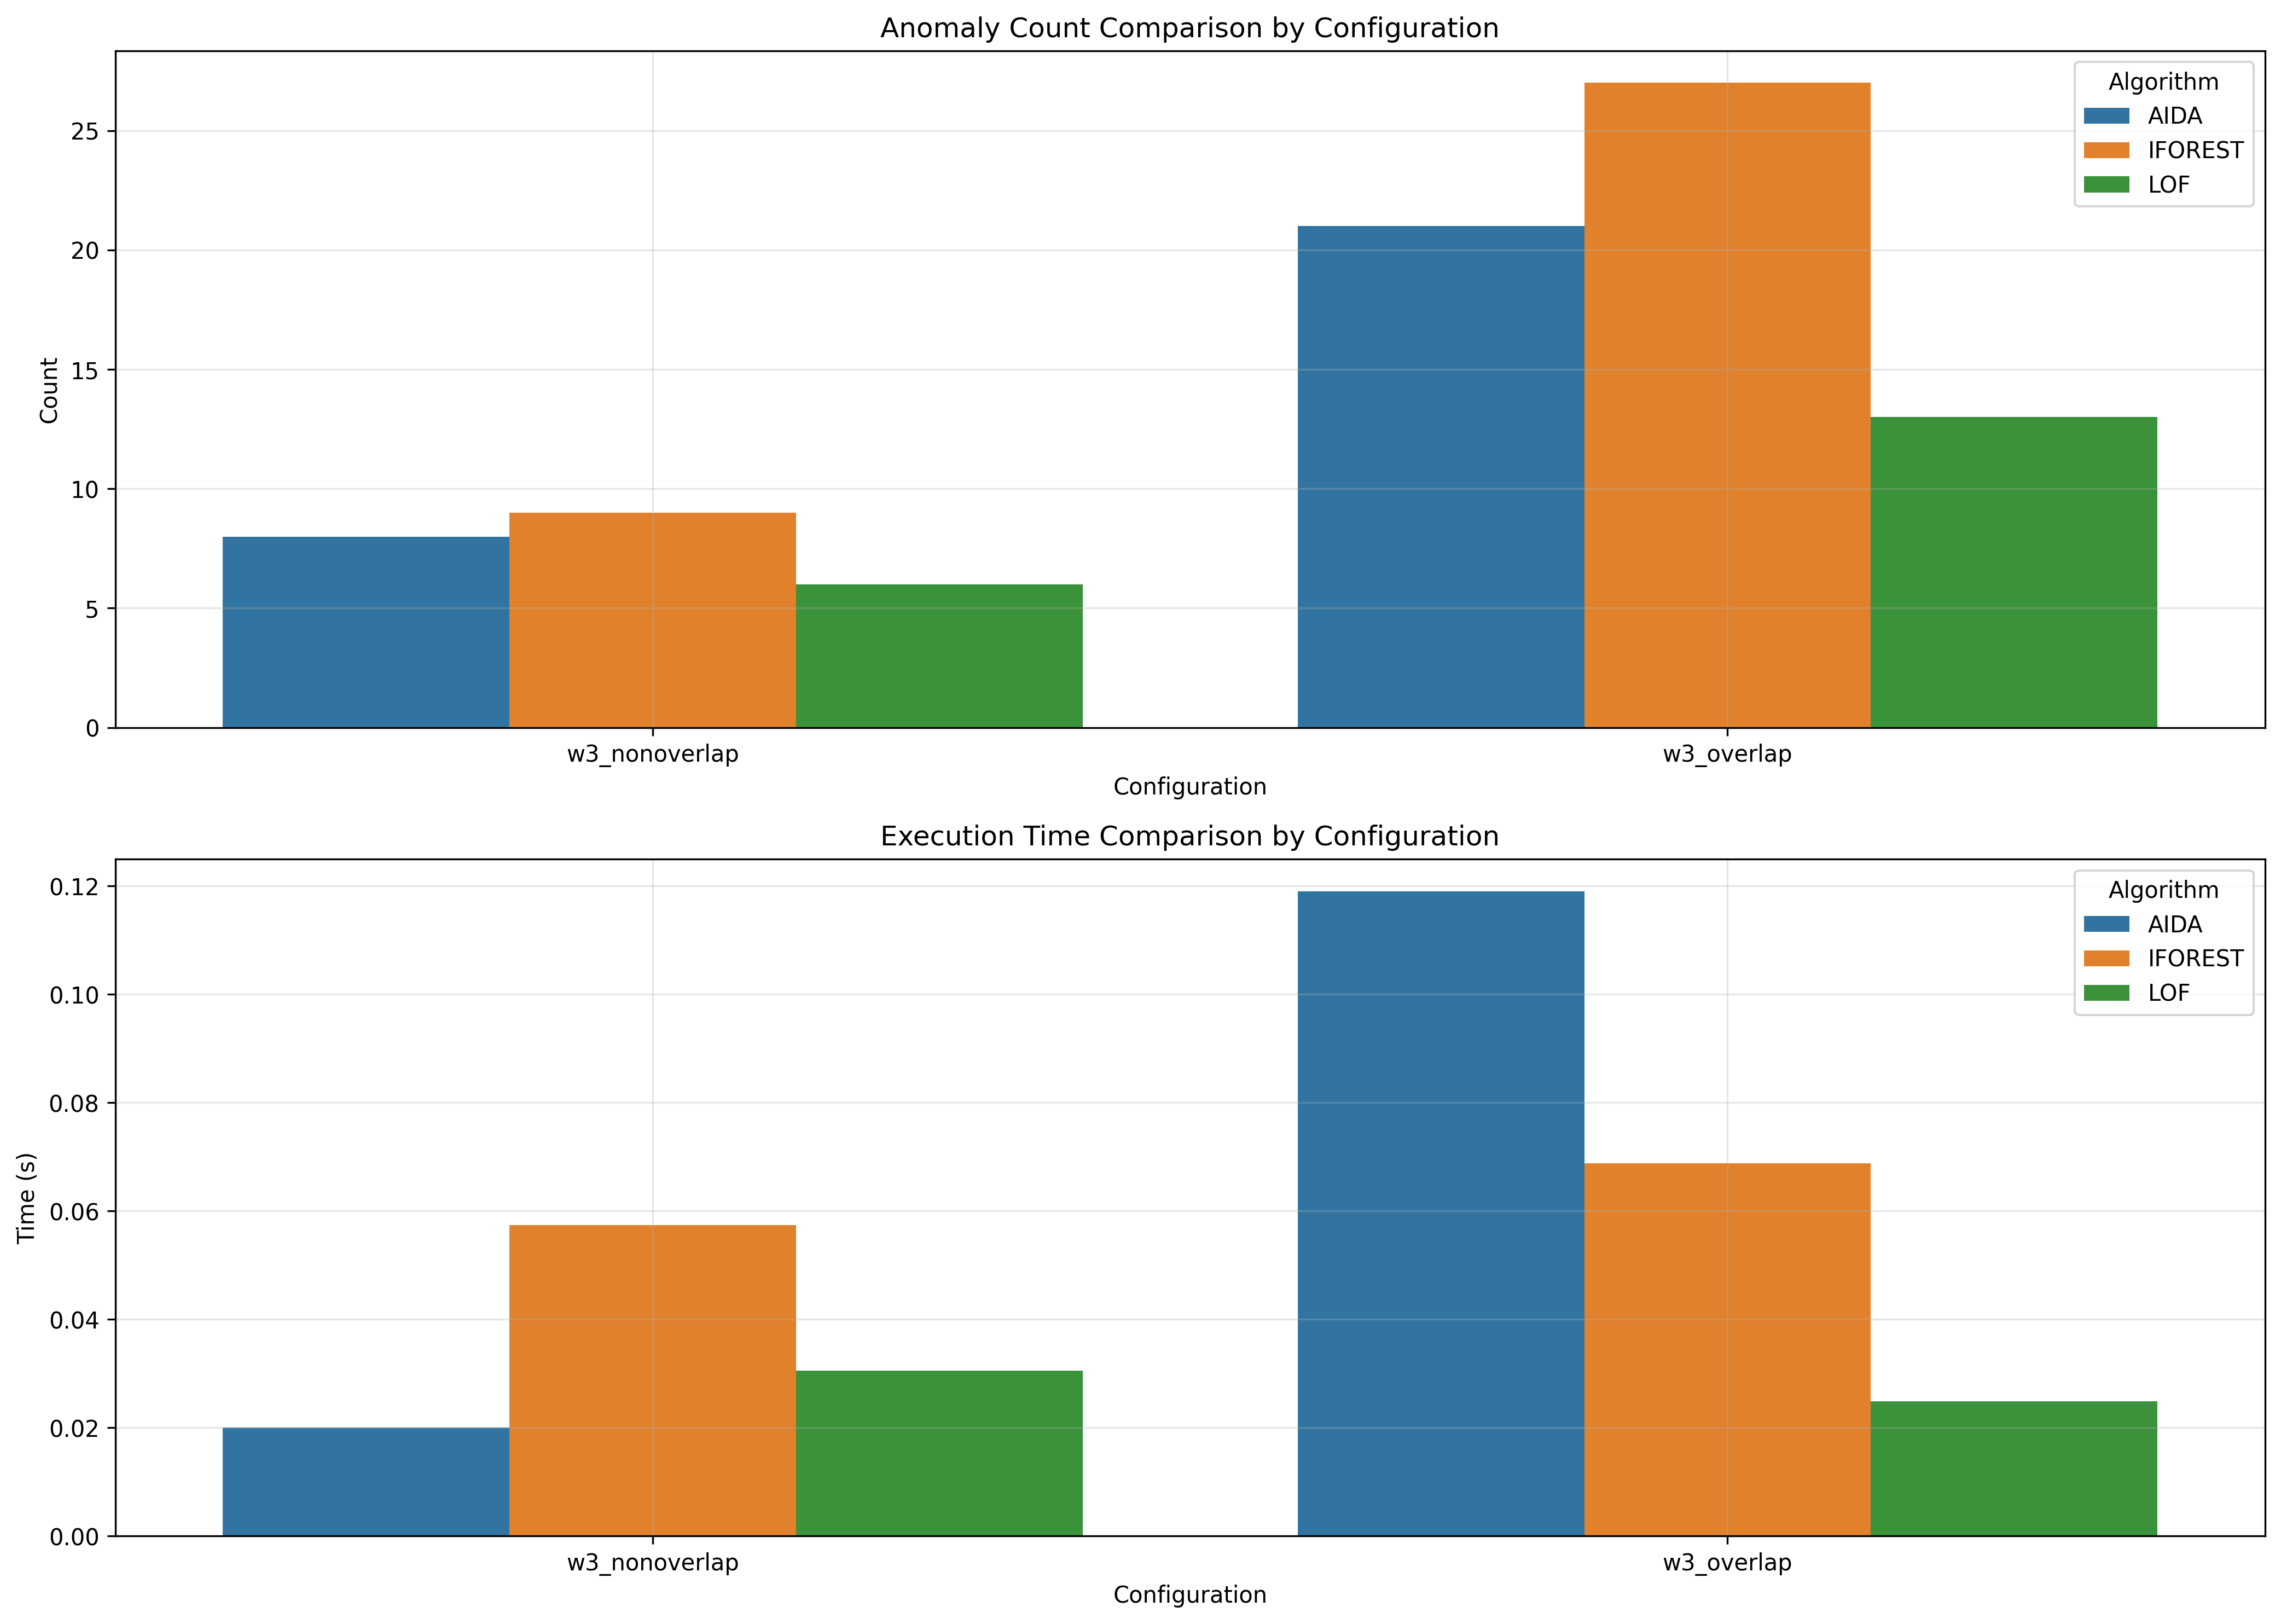 Anomaly Count Comparison by Configuration
Algorithm
AIDA
IFOREST
LOF
Count
25
20
15
10
5
0
w3_nonoverlap
w3_overlap
Configuration
Execution Time Comparison by Configuration
Algorithm
AIDA
IFOREST
LOF
Time (s)
0.12
0.10
0.08
0.06
0.04
0.02
0.00
w3_nonoverlap
w3_overlap
Configuration